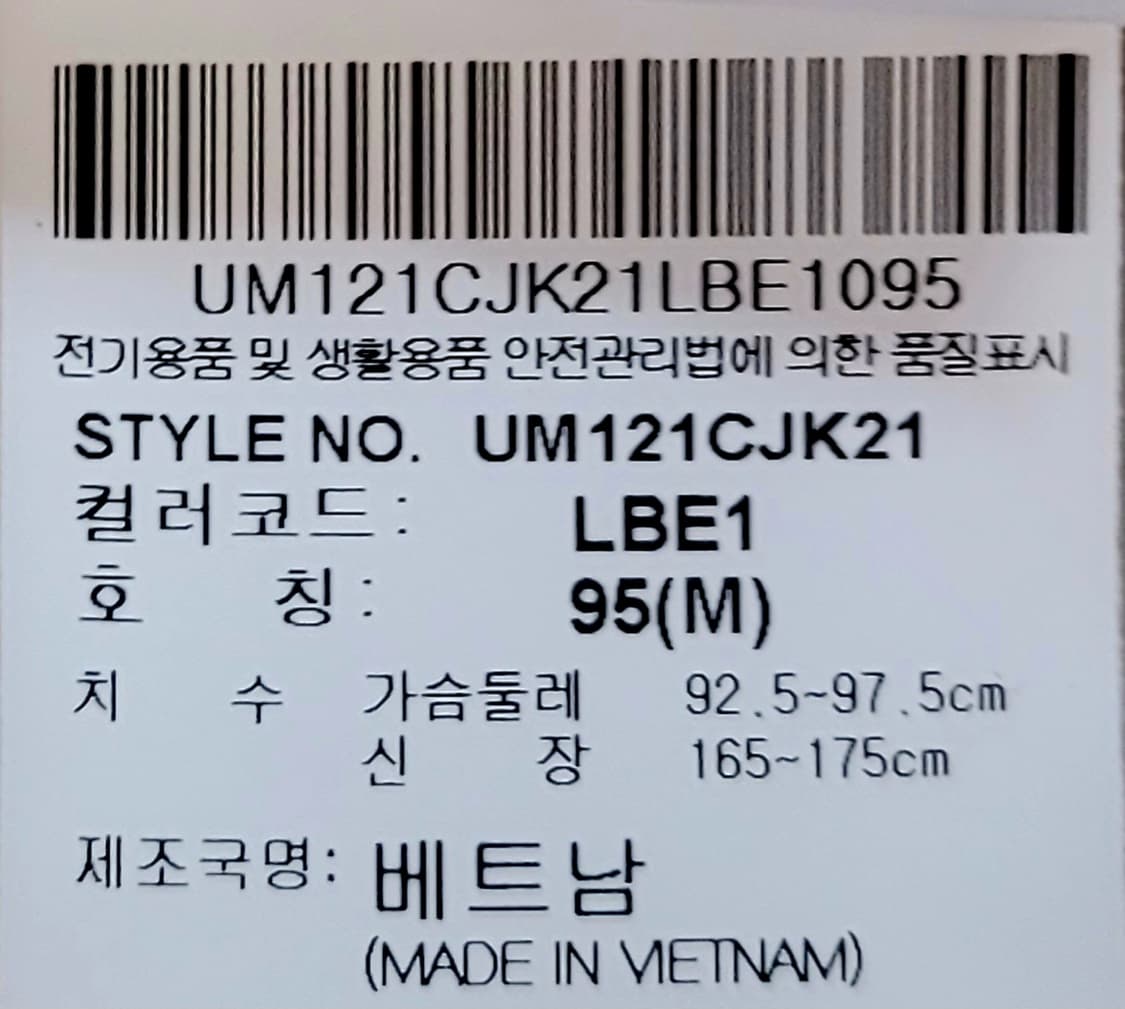 UM121CJK21LBE1095
전기용품 및 생활용품 안전관리법에 의한 품질표시
STYLE NO. UM121CJK21
컬러코드: LBE1
호 칭: 95(M)
치 수 가슴둘레 92.5~97.5cm
신 장 165~175cm
제조국명: 베트남
(MADE IN VIETNAM)